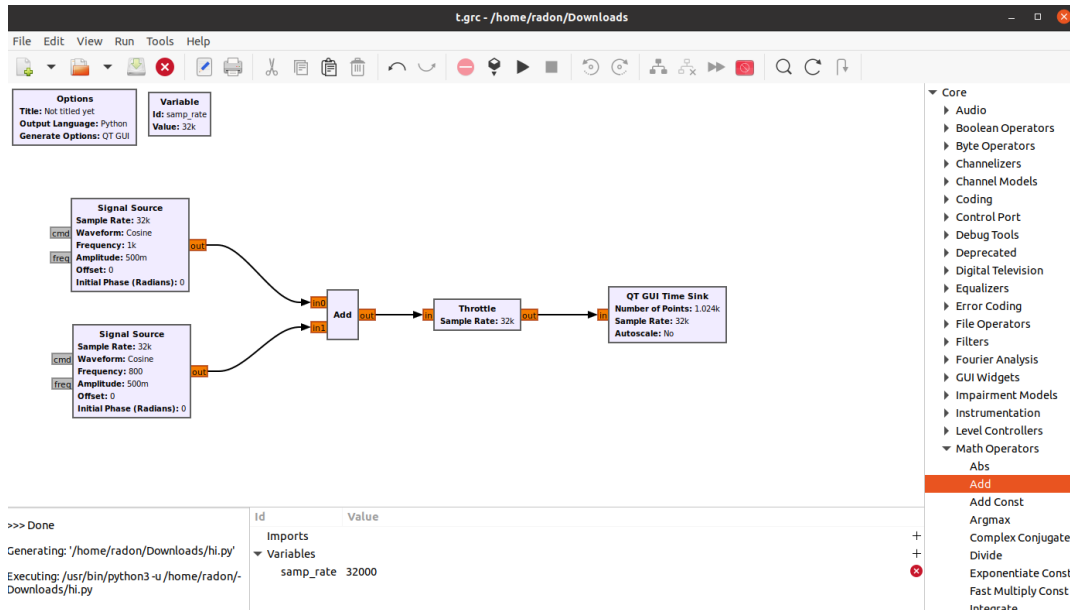 t.grc - /home/radon/Downloads
File Edit View Run Tools Help
Options
Title: Not titled yet
Output Language: Python
Generate Options: QT GUI
Variable
Id: samp_rate
Value: 32k
Signal Source
Sample Rate: 32k
Waveform: Cosine
Frequency: 1k
Amplitude: 500m
Offset: 0
Initial Phase (Radians): 0
cmd
freq
out
Signal Source
Sample Rate: 32k
Waveform: Cosine
Frequency: 800
Amplitude: 500m
Offset: 0
Initial Phase (Radians): 0
cmd
freq
out
in0
in1
Add
out
in
Throttle
Sample Rate: 32k
out
in
QT GUI Time Sink
Number of Points: 1.024k
Sample Rate: 32k
Autoscale: No
Core
Audio
Boolean Operators
Byte Operators
Channelizers
Channel Models
Coding
Control Port
Debug Tools
Deprecated
Digital Television
Equalizers
Error Coding
File Operators
Filters
Fourier Analysis
GUI Widgets
Impairment Models
Instrumentation
Level Controllers
Math Operators
Abs
Add
Add Const
Argmax
Complex Conjugate
Divide
Exponentiate Const
Fast Multiply Const
Integrate
>>> Done
Generating: '/home/radon/Downloads/hi.py'
Executing: /usr/bin/python3 -u /home/radon/-
Downloads/hi.py
Id Value
Imports
Variables
samp_rate 32000